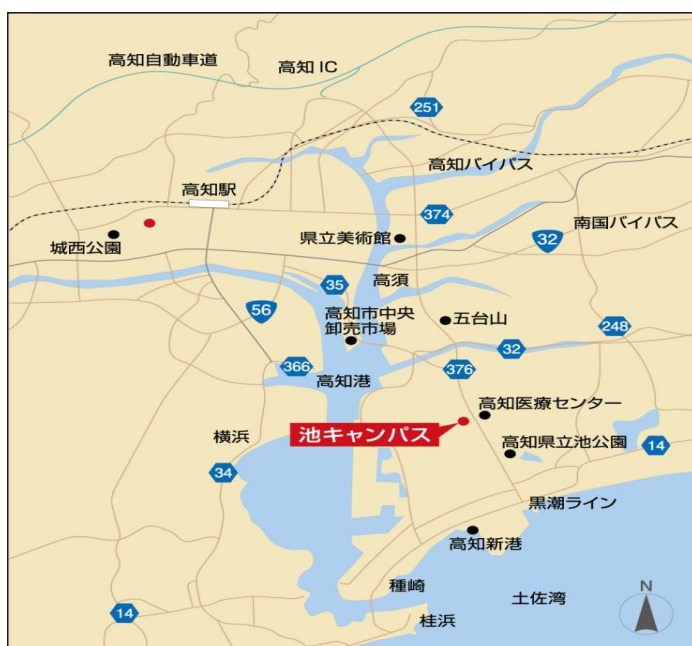 高知自動車道
高知IC
251
高知バイパス
高知駅
374
南国バイパス
城西公園
県立美術館
32
高須
35
56
高知市中央
卸売市場
五台山
248
32
366
高知港
376
高知医療センター
横浜
池キャンパス
高知県立池公園
14
34
黒潮ライン
高知新港
種崎
土佐湾
N
14
桂浜